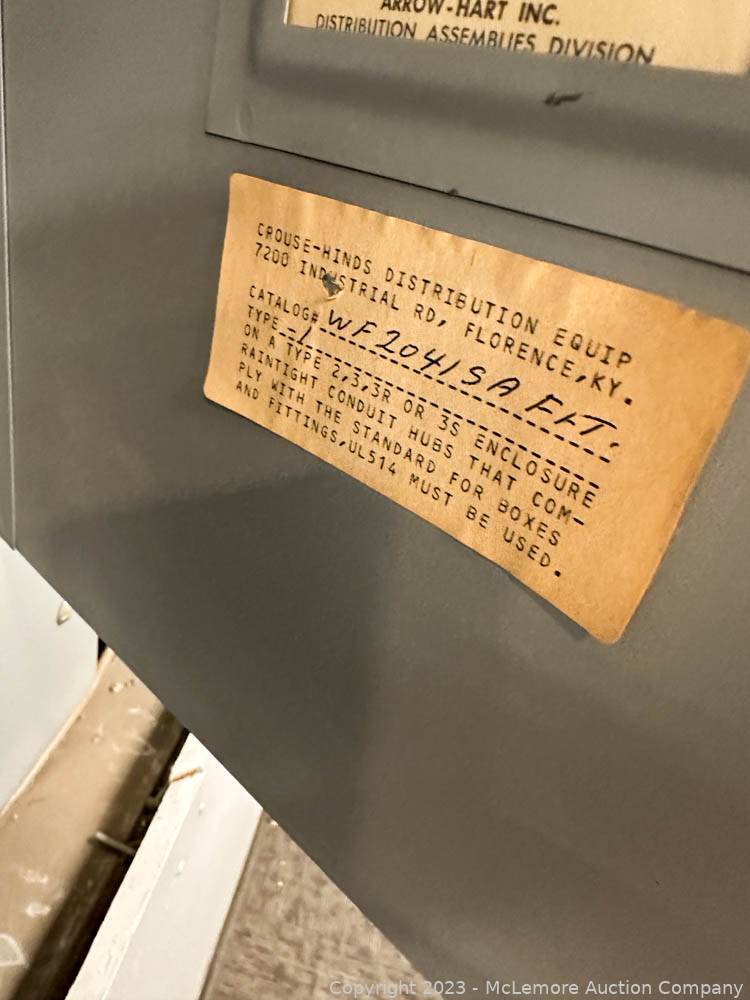 ARROW-HART INC.
DISTRIBUTION ASSEMBLIES DIVISION
CROUSE-HINDS DISTRIBUTION EQUIP
7200 INDUSTRIAL RD, FLORENCE, KY.
CATALOG# WF2041SA
TYPE -1
ON A TYPE 2,3,3R OR 3S ENCLOSURE
RAINTIGHT CONDUIT HUBS THAT COM-
PLY WITH THE STANDARD FOR BOXES
AND FITTINGS,UL514 MUST BE USED.
Copyright 2023 - McLemore Auction Company